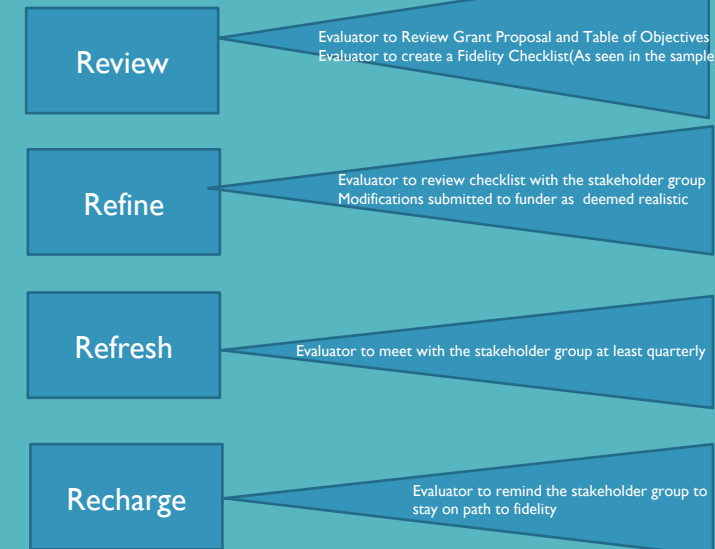 Review
Evaluator to Review Grant Proposal and Table of Objectives
Evaluator to create a Fidelity Checklist(As seen in the sample
Refine
Evaluator to review checklist with the stakeholder group
Modifications submitted to funder as  deemed realistic
Refresh
Evaluator to meet with the stakeholder group at least quarterly
Recharge
Evaluator to remind the stakeholder group to
stay on path to fidelity